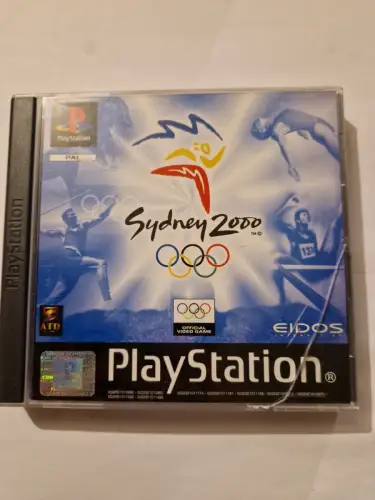 PlayStation
PAL
PlayStation
Sydney 2000
TM ©
ATD
OFFICIAL
VIDEO GAME
EIDOS
PlayStation®